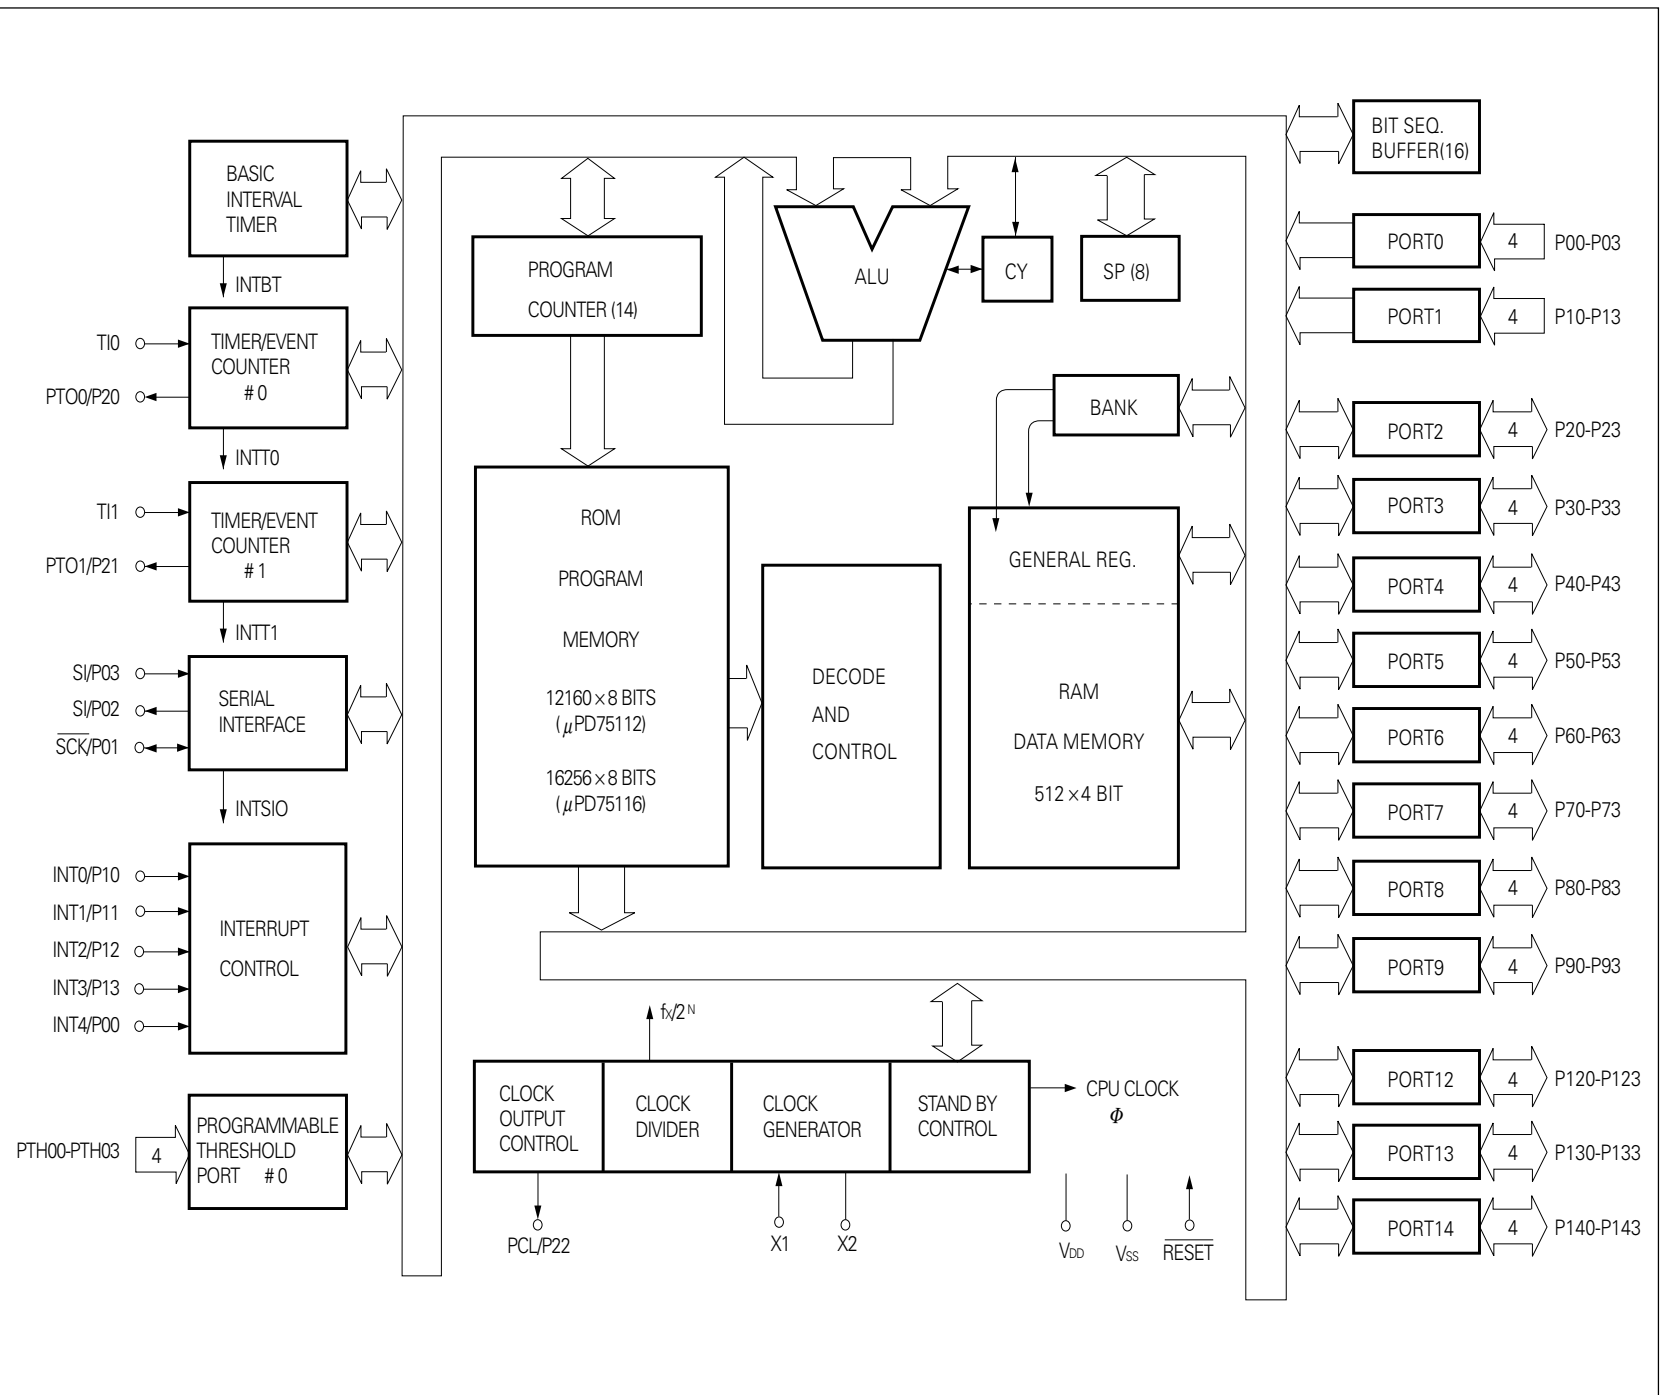 BASIC
INTERVAL
TIMER
INTBT
TI0
PTO0/P20
TIMER/EVENT
COUNTER
#0
INTT0
TI1
PTO1/P21
TIMER/EVENT
COUNTER
#1
INTT1
SI/P03
SI/P02
SCK/P01
SERIAL
INTERFACE
INTSIO
INT0/P10
INT1/P11
INT2/P12
INT3/P13
INT4/P00
INTERRUPT
CONTROL
PTH00-PTH03
4
PROGRAMMABLE
THRESHOLD
PORT #0
PROGRAM
COUNTER (14)
ALU
CY
SP (8)
BANK
ROM
PROGRAM
MEMORY
12160×8 BITS
(μPD75112)
16256×8 BITS
(μPD75116)
DECODE
AND
CONTROL
GENERAL REG.
RAM
DATA MEMORY
512×4 BIT
fX/2N
CLOCK
OUTPUT
CONTROL
CLOCK
DIVIDER
CLOCK
GENERATOR
STAND BY
CONTROL
CPU CLOCK
Φ
PCL/P22
X1
X2
VDD
VSS
RESET
BIT SEQ.
BUFFER(16)
PORT0
4
P00-P03
PORT1
4
P10-P13
PORT2
4
P20-P23
PORT3
4
P30-P33
PORT4
4
P40-P43
PORT5
4
P50-P53
PORT6
4
P60-P63
PORT7
4
P70-P73
PORT8
4
P80-P83
PORT9
4
P90-P93
PORT12
4
P120-P123
PORT13
4
P130-P133
PORT14
4
P140-P143